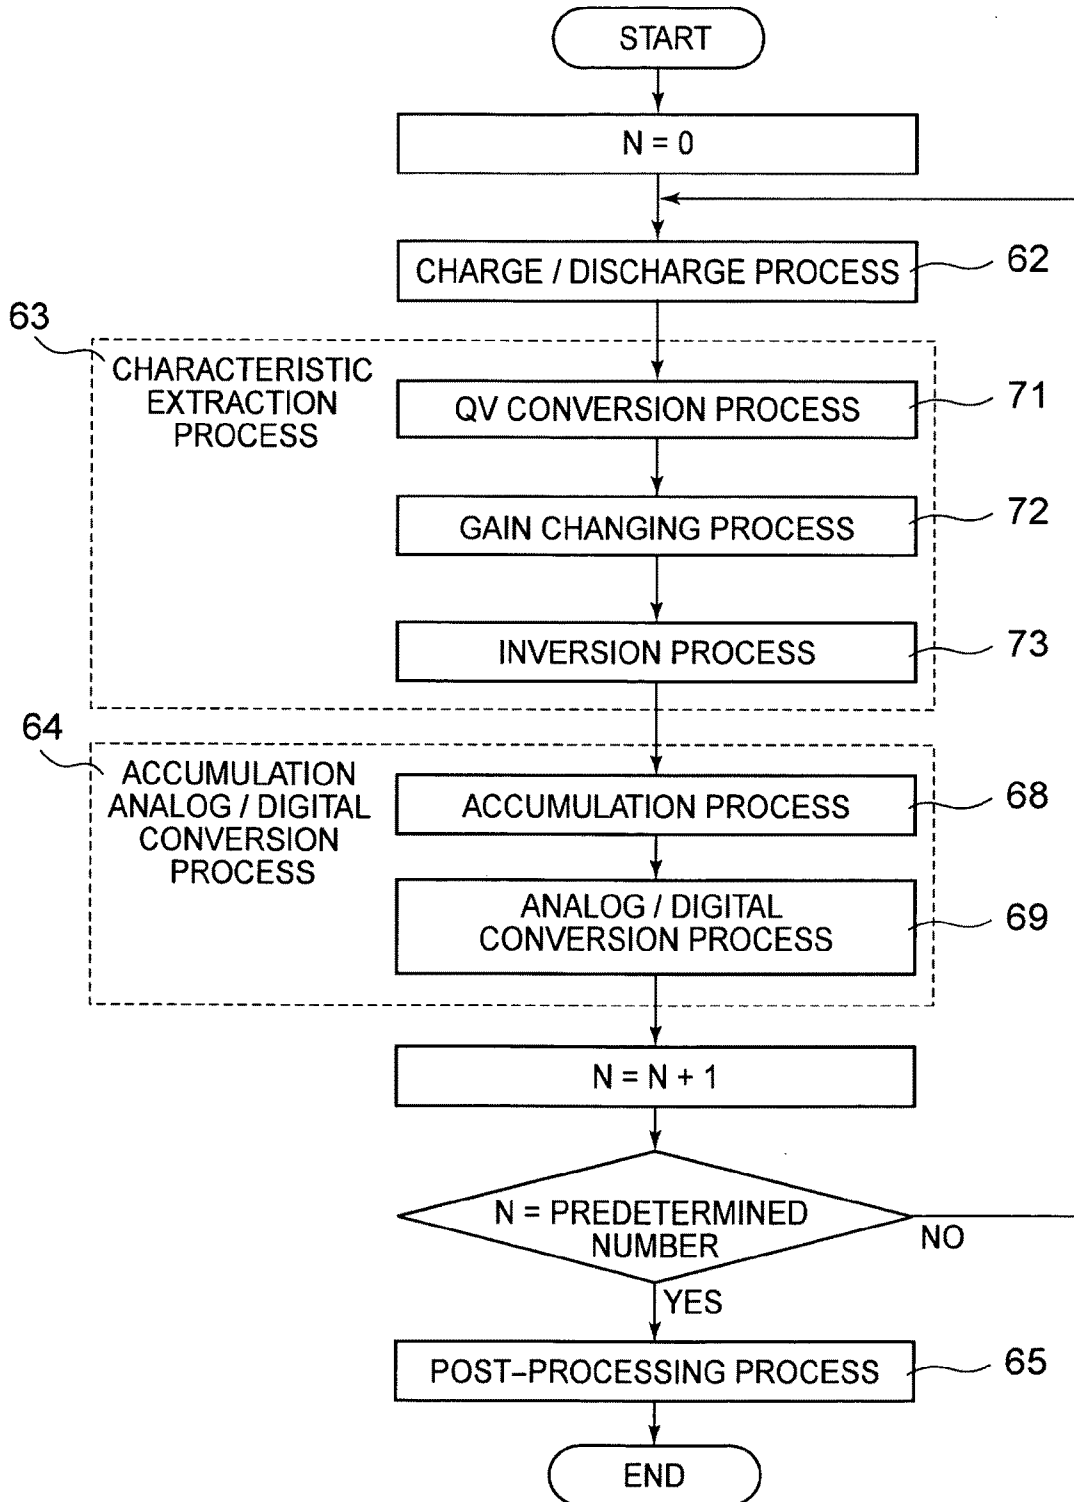 START
N = 0
CHARGE / DISCHARGE PROCESS
62
63
CHARACTERISTIC
EXTRACTION
PROCESS
QV CONVERSION PROCESS
71
GAIN CHANGING PROCESS
72
INVERSION PROCESS
73
64
ACCUMULATION
ANALOG / DIGITAL
CONVERSION
PROCESS
ACCUMULATION PROCESS
68
ANALOG / DIGITAL
CONVERSION PROCESS
69
N = N + 1
N = PREDETERMINED
NUMBER
NO
YES
POST–PROCESSING PROCESS
65
END